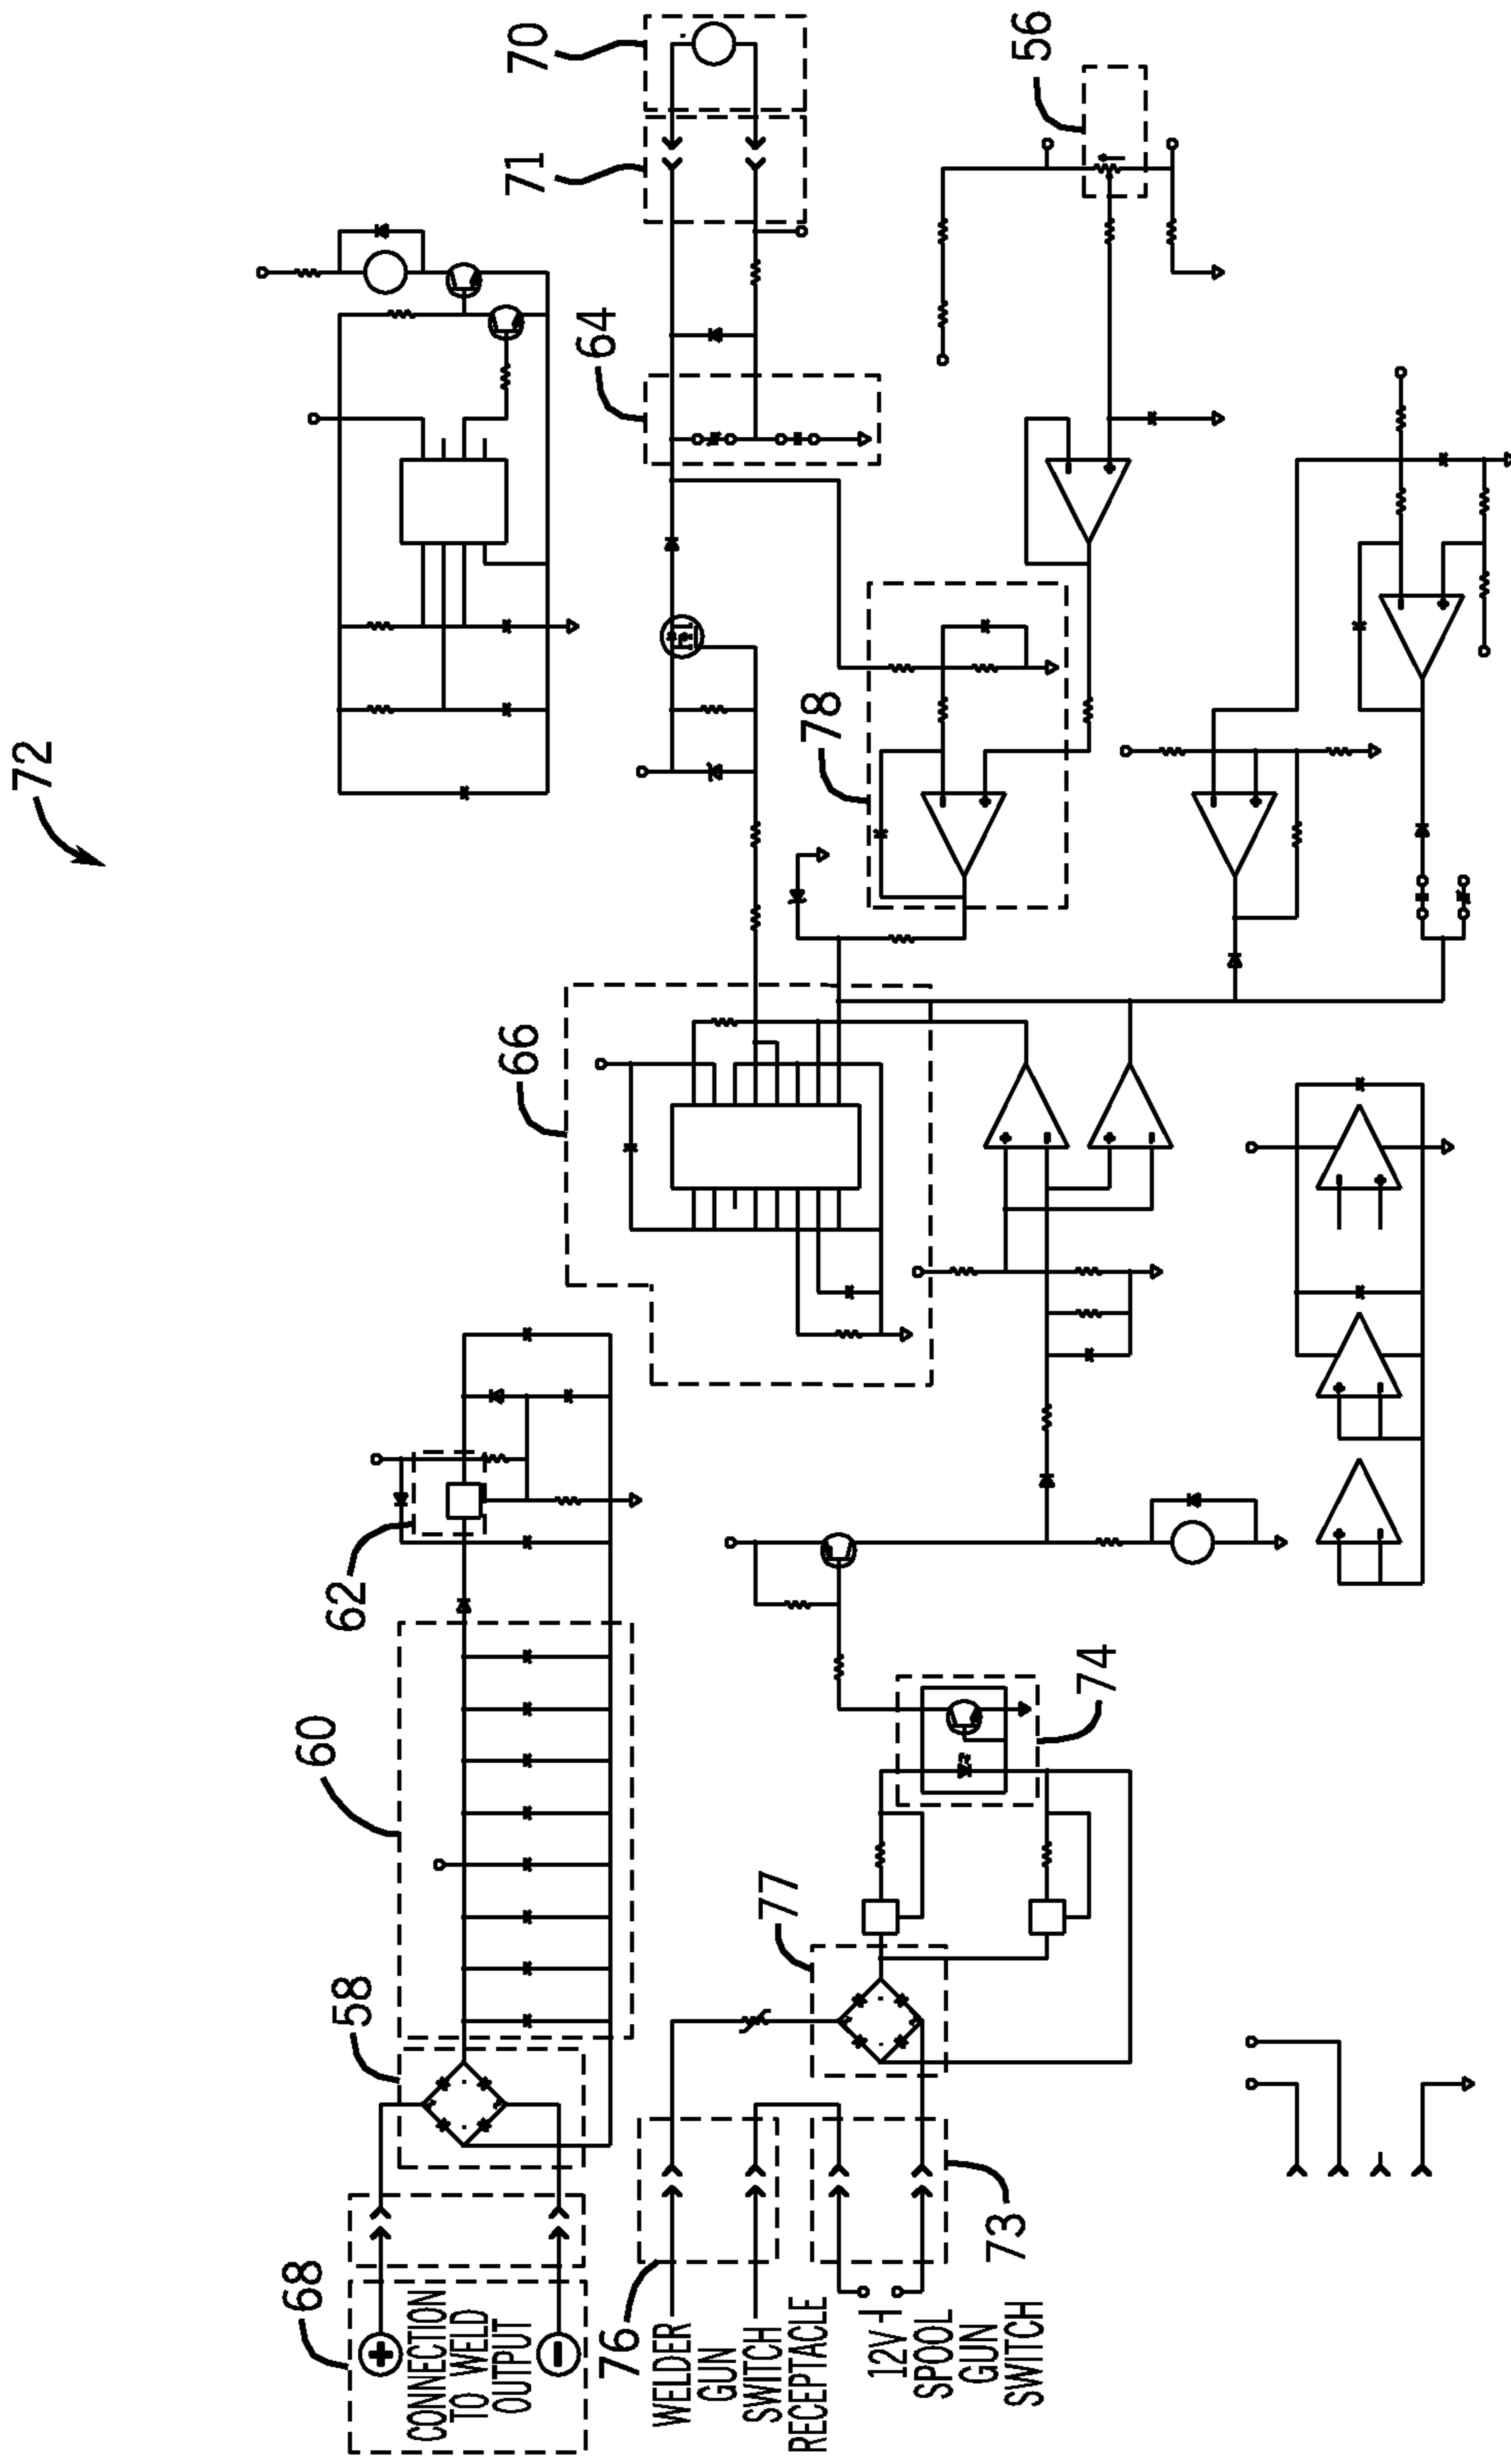 72
70
71
56
64
78
66
62
60
58
74
77
68
CONNECTION
TO WELD
OUTPUT
76
WELDER
GUN
SWITCH
RECEPTACLE
73
12V
SPOOL
GUN
SWITCH